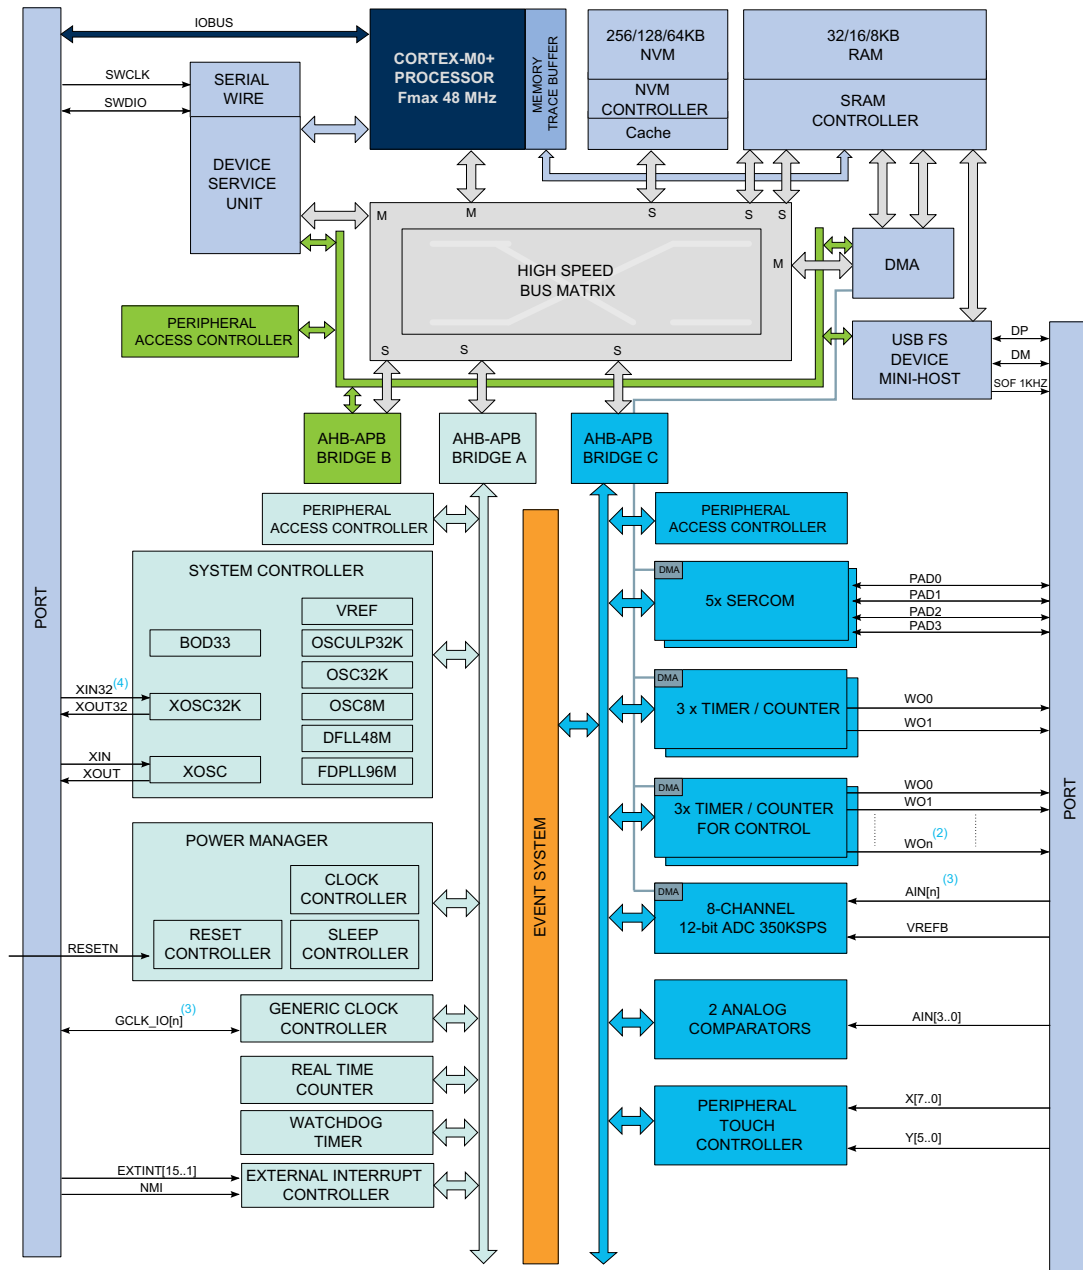 IOBUS
CORTEX-M0+
PROCESSOR
Fmax 48 MHz
MEMORY
TRACE BUFFER
256/128/64KB
NVM
NVM
CONTROLLER
Cache
32/16/8KB
RAM
SRAM
CONTROLLER
SWCLK
SWDIO
SERIAL
WIRE
DEVICE
SERVICE
UNIT
M
M
S
S
S
M
HIGH SPEED
BUS MATRIX
S
S
S
DMA
PERIPHERAL
ACCESS CONTROLLER
USB FS
DEVICE
MINI-HOST
DP
DM
SOF 1KHZ
AHB-APB
BRIDGE B
AHB-APB
BRIDGE A
AHB-APB
BRIDGE C
PERIPHERAL
ACCESS CONTROLLER
PERIPHERAL
ACCESS CONTROLLER
PORT
SYSTEM CONTROLLER
VREF
BOD33
OSCULP32K
OSC32K
XOSC32K
OSC8M
DFLL48M
XOSC
FDPLL96M
XIN32(4)
XOUT32
XIN
XOUT
POWER MANAGER
CLOCK
CONTROLLER
RESET
CONTROLLER
SLEEP
CONTROLLER
RESETN
GCLK_IO[n](3)
GENERIC CLOCK
CONTROLLER
REAL TIME
COUNTER
WATCHDOG
TIMER
EXTINT[15..1]
NMI
EXTERNAL INTERRUPT
CONTROLLER
EVENT SYSTEM
DMA
5x SERCOM
PAD0
PAD1
PAD2
PAD3
DMA
3 x TIMER / COUNTER
WO0
WO1
DMA
3x TIMER / COUNTER
FOR CONTROL
WO0
WO1
WOn(2)
DMA
8-CHANNEL
12-bit ADC 350KSPS
AIN[n](3)
VREFB
2 ANALOG
COMPARATORS
AIN[3..0]
PERIPHERAL
TOUCH
CONTROLLER
X[7..0]
Y[5..0]
PORT